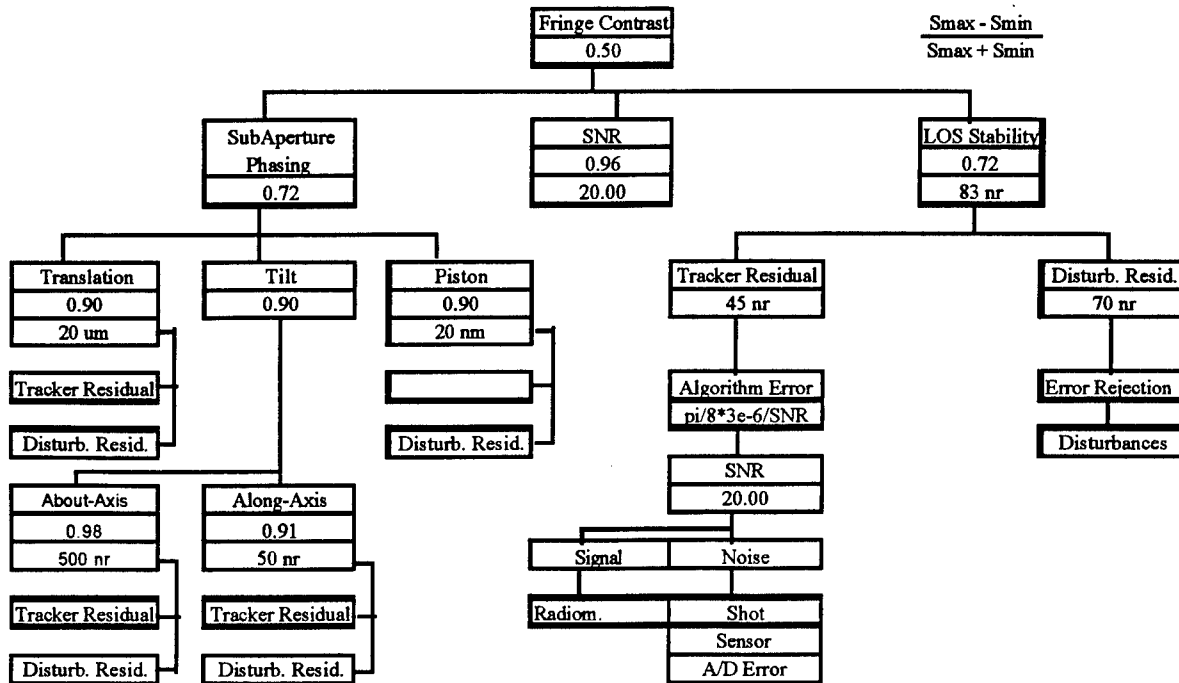 Fringe Contrast
0.50
Smax - Smin
Smax + Smin
SubAperture
Phasing
0.72
SNR
0.96
20.00
LOS Stability
0.72
83 nr
Translation
0.90
20 um
Tracker Residual
Disturb. Resid.
Tilt
0.90
Piston
0.90
20 nm
Disturb. Resid.
Tracker Residual
45 nr
Disturb. Resid.
70 nr
Algorithm Error
pi/8*3e-6/SNR
Error Rejection
Disturbances
SNR
20.00
About-Axis
0.98
500 nr
Tracker Residual
Disturb. Resid.
Along-Axis
0.91
50 nr
Tracker Residual
Disturb. Resid.
Signal
Noise
Radiom.
Shot
Sensor
A/D Error